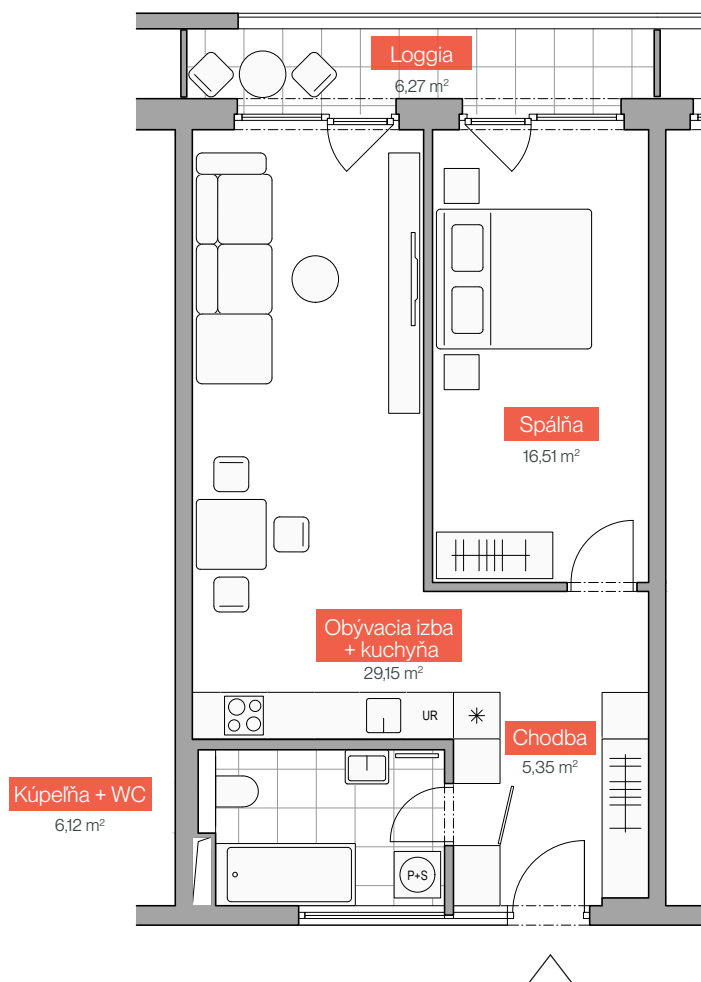 Loggia
6,27 m²
Spálňa
16,51 m²
Obývacia izba
+ kuchyňa
29,15 m²
UR
Chodba
5,35 m²
Kúpeľňa + WC
6,12 m²
P+S